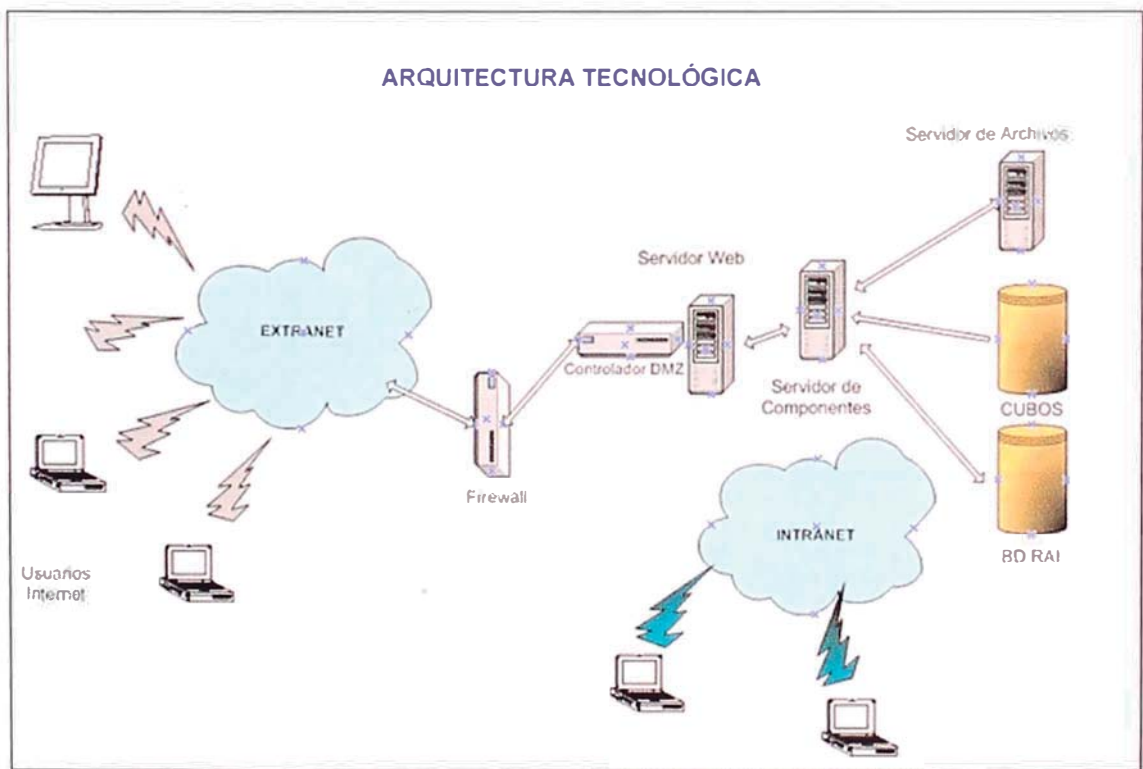 ARQUITECTURA TECNOLÓGICA
Servidor de Archivos
Servidor Web
EXTRANET
Controlador DMZ
Servidor de
Componentes
CUBOS
Firewall
INTRANET
BD RAI
Usuarios
Internet